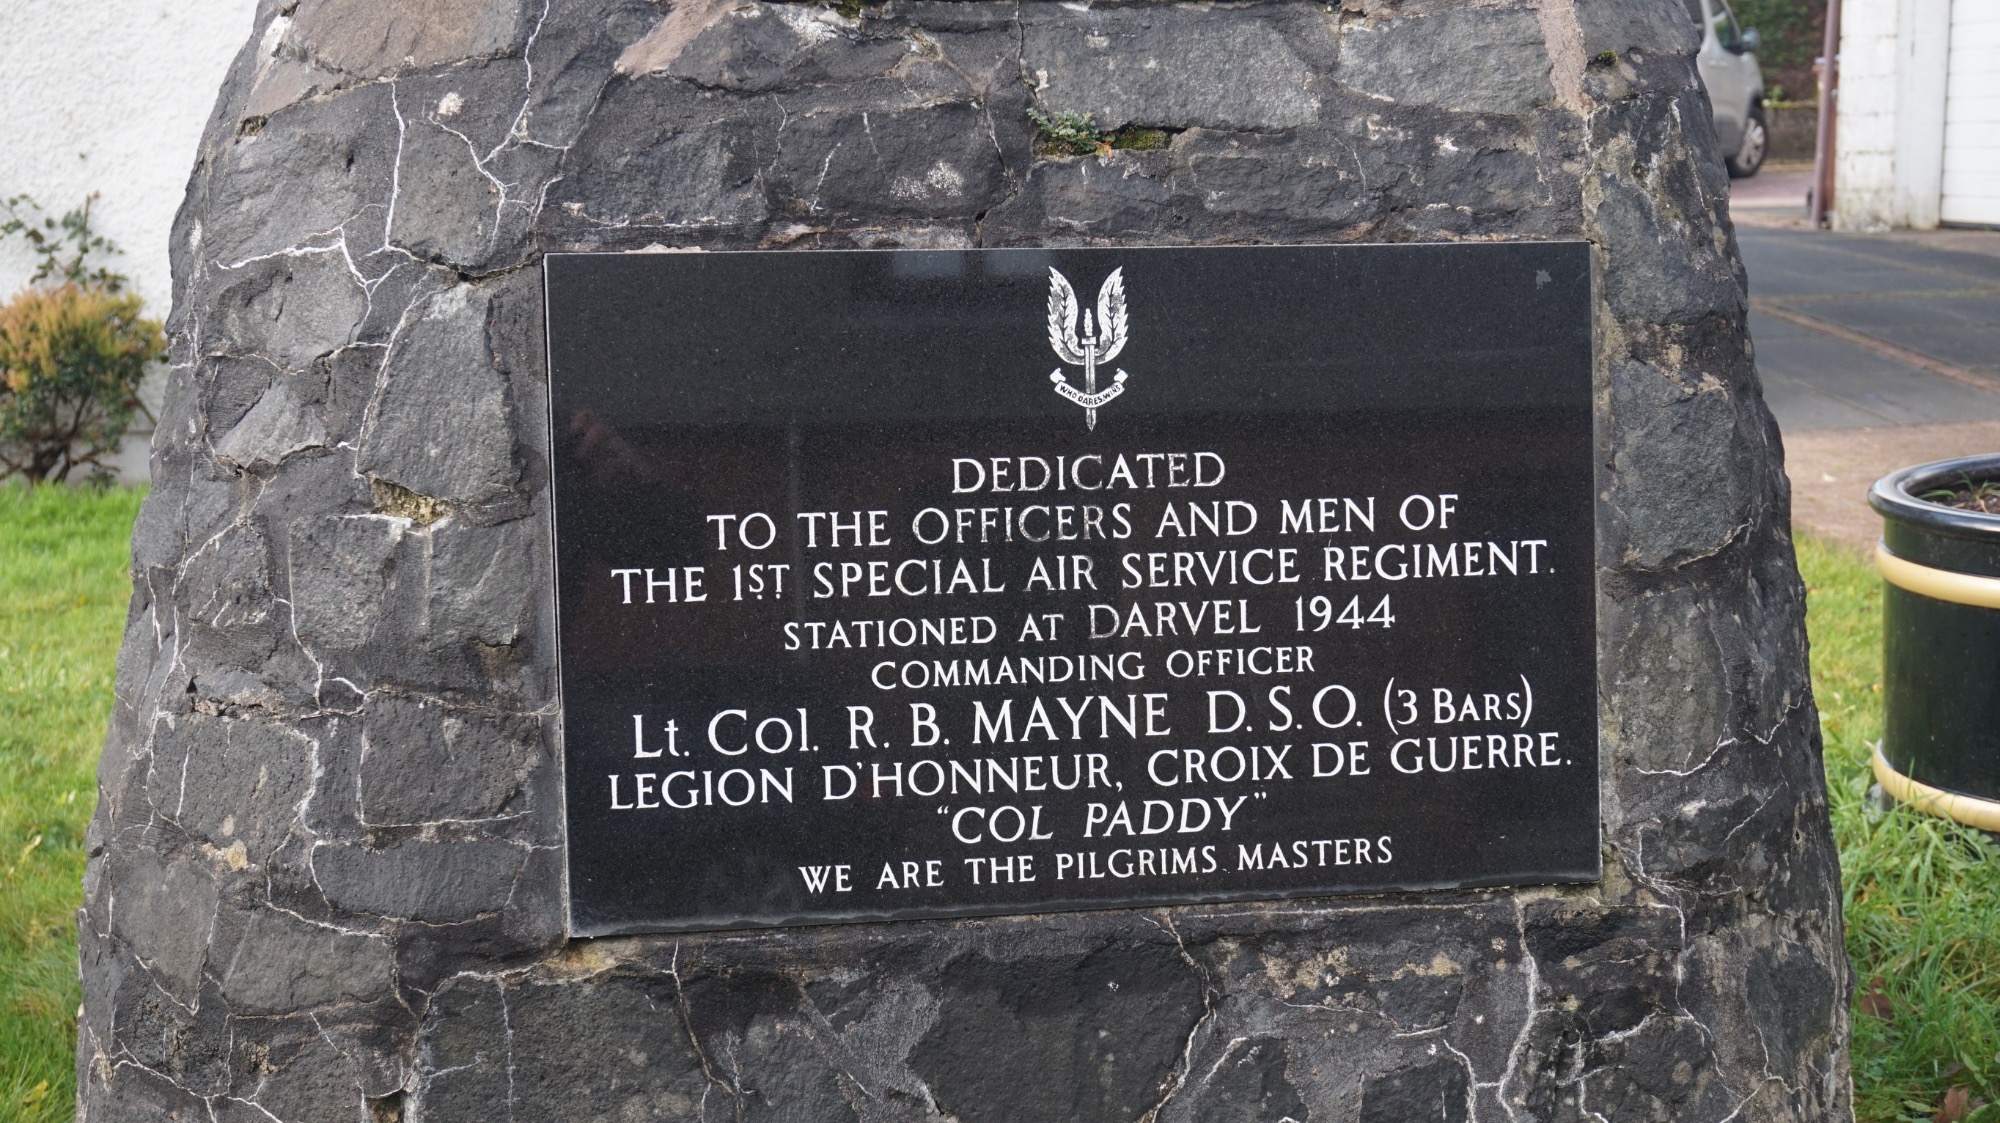 WHO DARES WINS
DEDICATED
TO THE OFFICERS AND MEN OF
THE 1ST SPECIAL AIR SERVICE REGIMENT.
STATIONED AT DARVEL 1944
COMMANDING OFFICER
Lt. Col. R. B. MAYNE D.S.O. (3 BARS)
LEGION D'HONNEUR, CROIX DE GUERRE.
"COL PADDY"
WE ARE THE PILGRIMS MASTERS